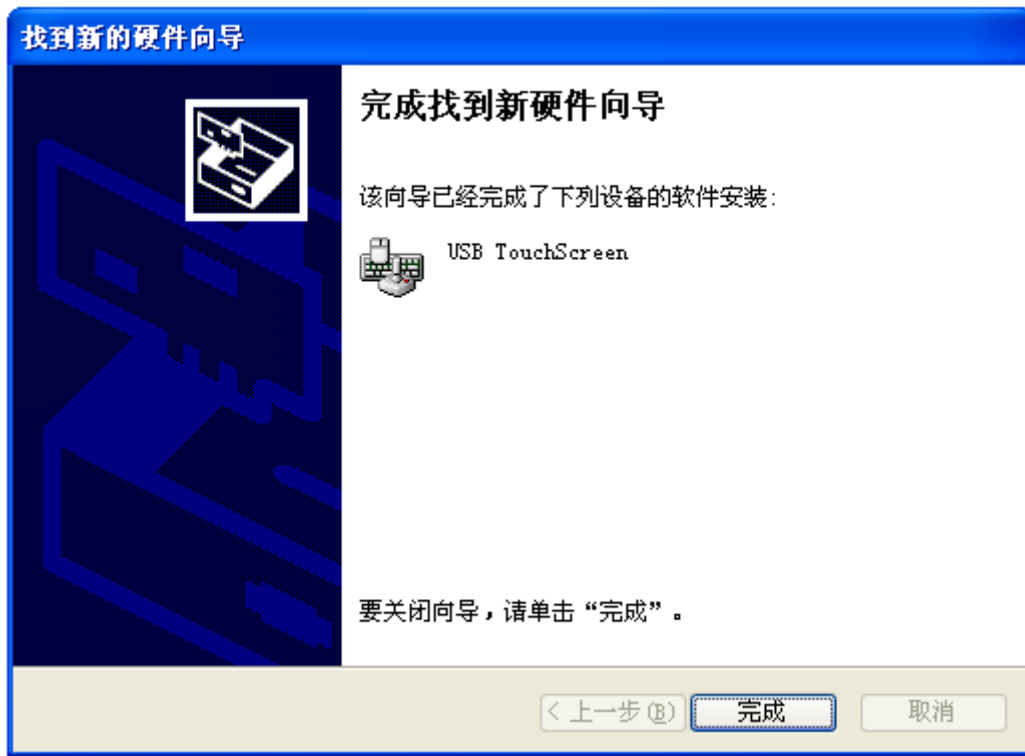 找到新的硬件向导
完成找到新硬件向导
该向导已经完成了下列设备的软件安装:
USB TouchScreen
要关闭向导，请单击“完成”。
< 上一步(B)
完成
取消